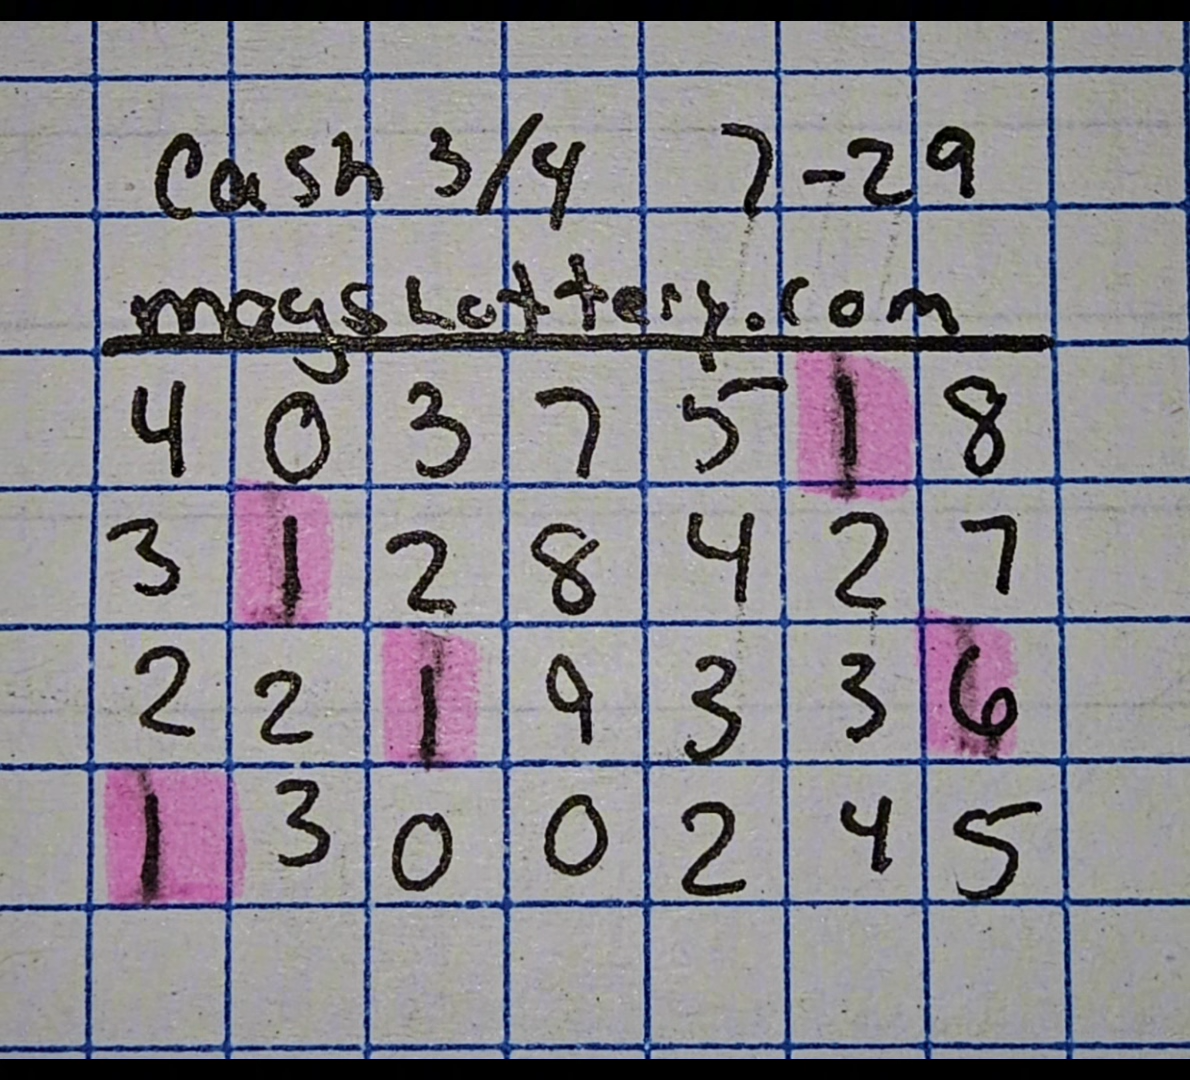 Cash 3/4 7-29
magsLottery.com
4 0 3 7 5 1 8
3 1 2 8 4 2 7
2 2 1 9 3 3 6
1 3 0 0 2 4 5